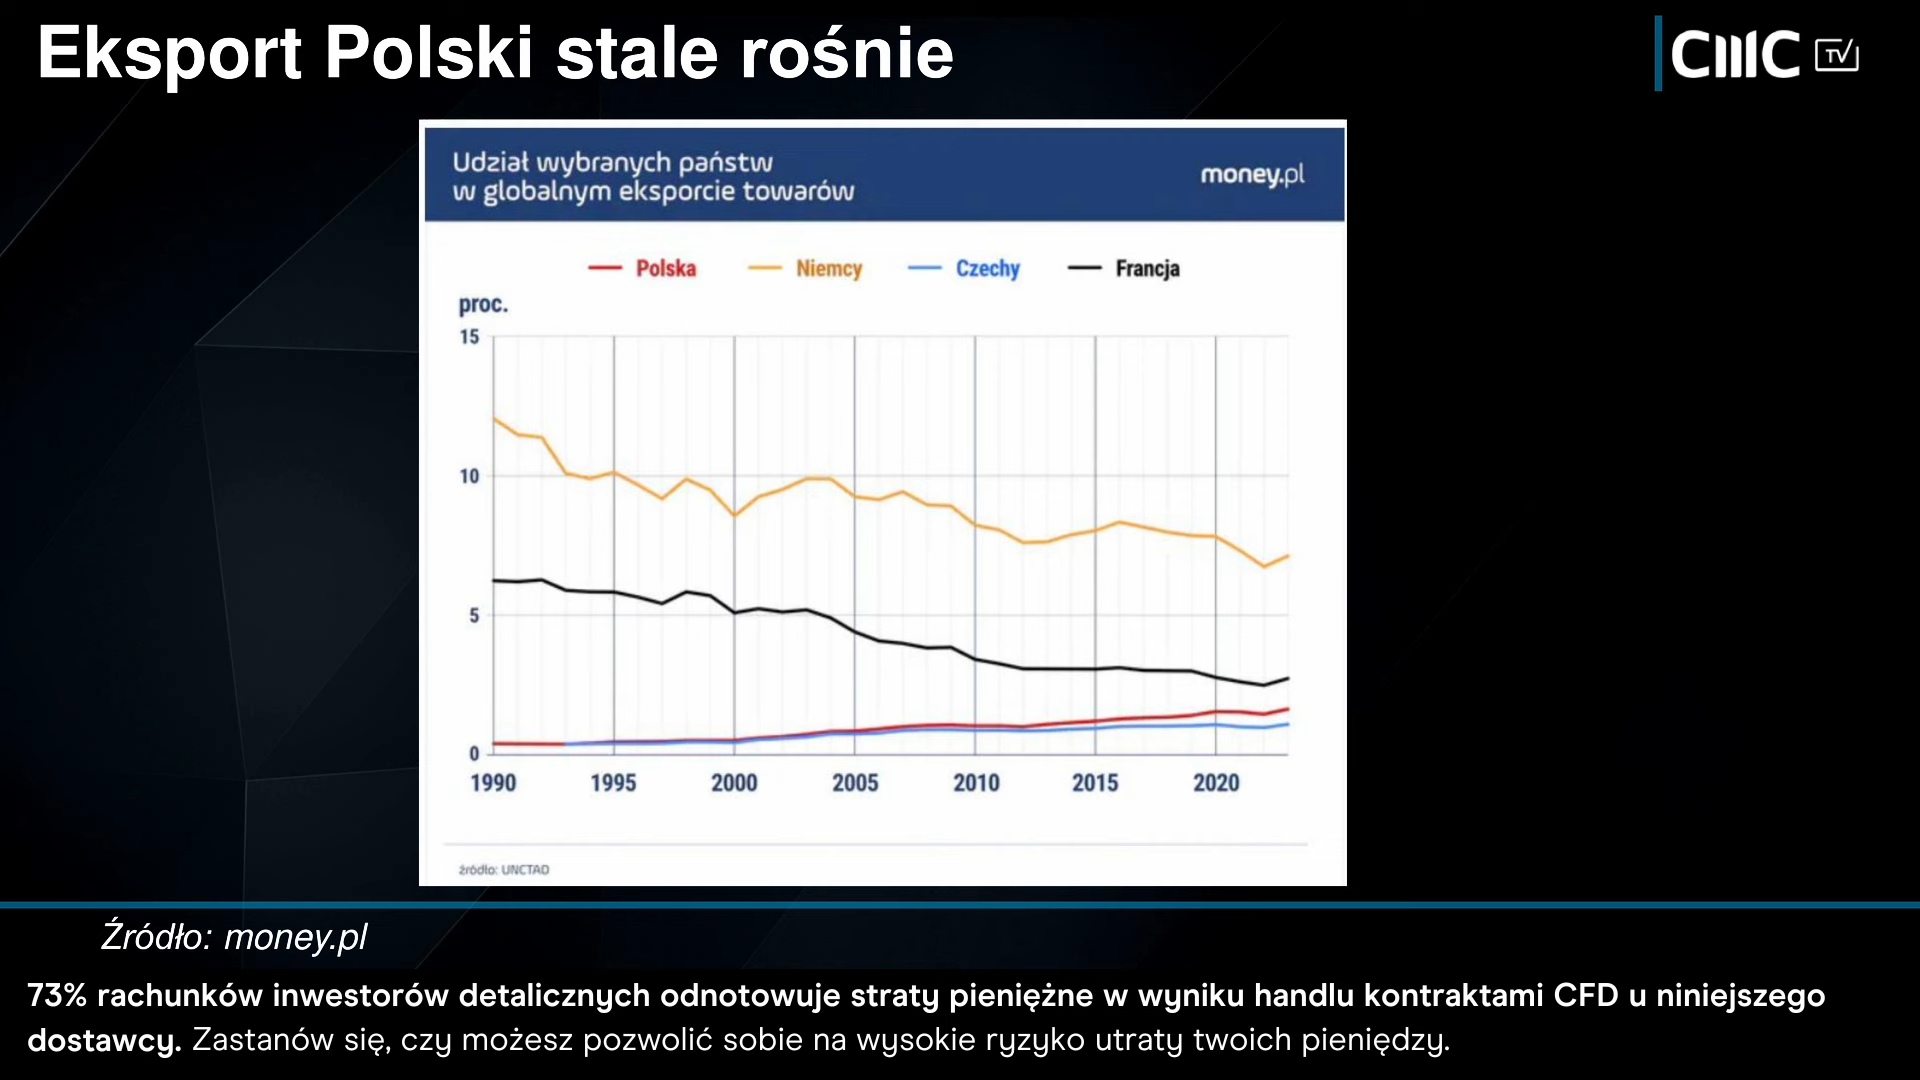 Eksport Polski stale rośnie
CMC TV
Udział wybranych państw
w globalnym eksporcie towarów
money.pl
Polska Niemcy Czechy Francja
proc.
15
10
5
0
1990 1995 2000 2005 2010 2015 2020
źródło: UNCTAD
Źródło: money.pl
73% rachunków inwestorów detalicznych odnotowuje straty pieniężne w wyniku handlu kontraktami CFD u niniejszego
dostawcy. Zastanów się, czy możesz pozwolić sobie na wysokie ryzyko utraty twoich pieniędzy.